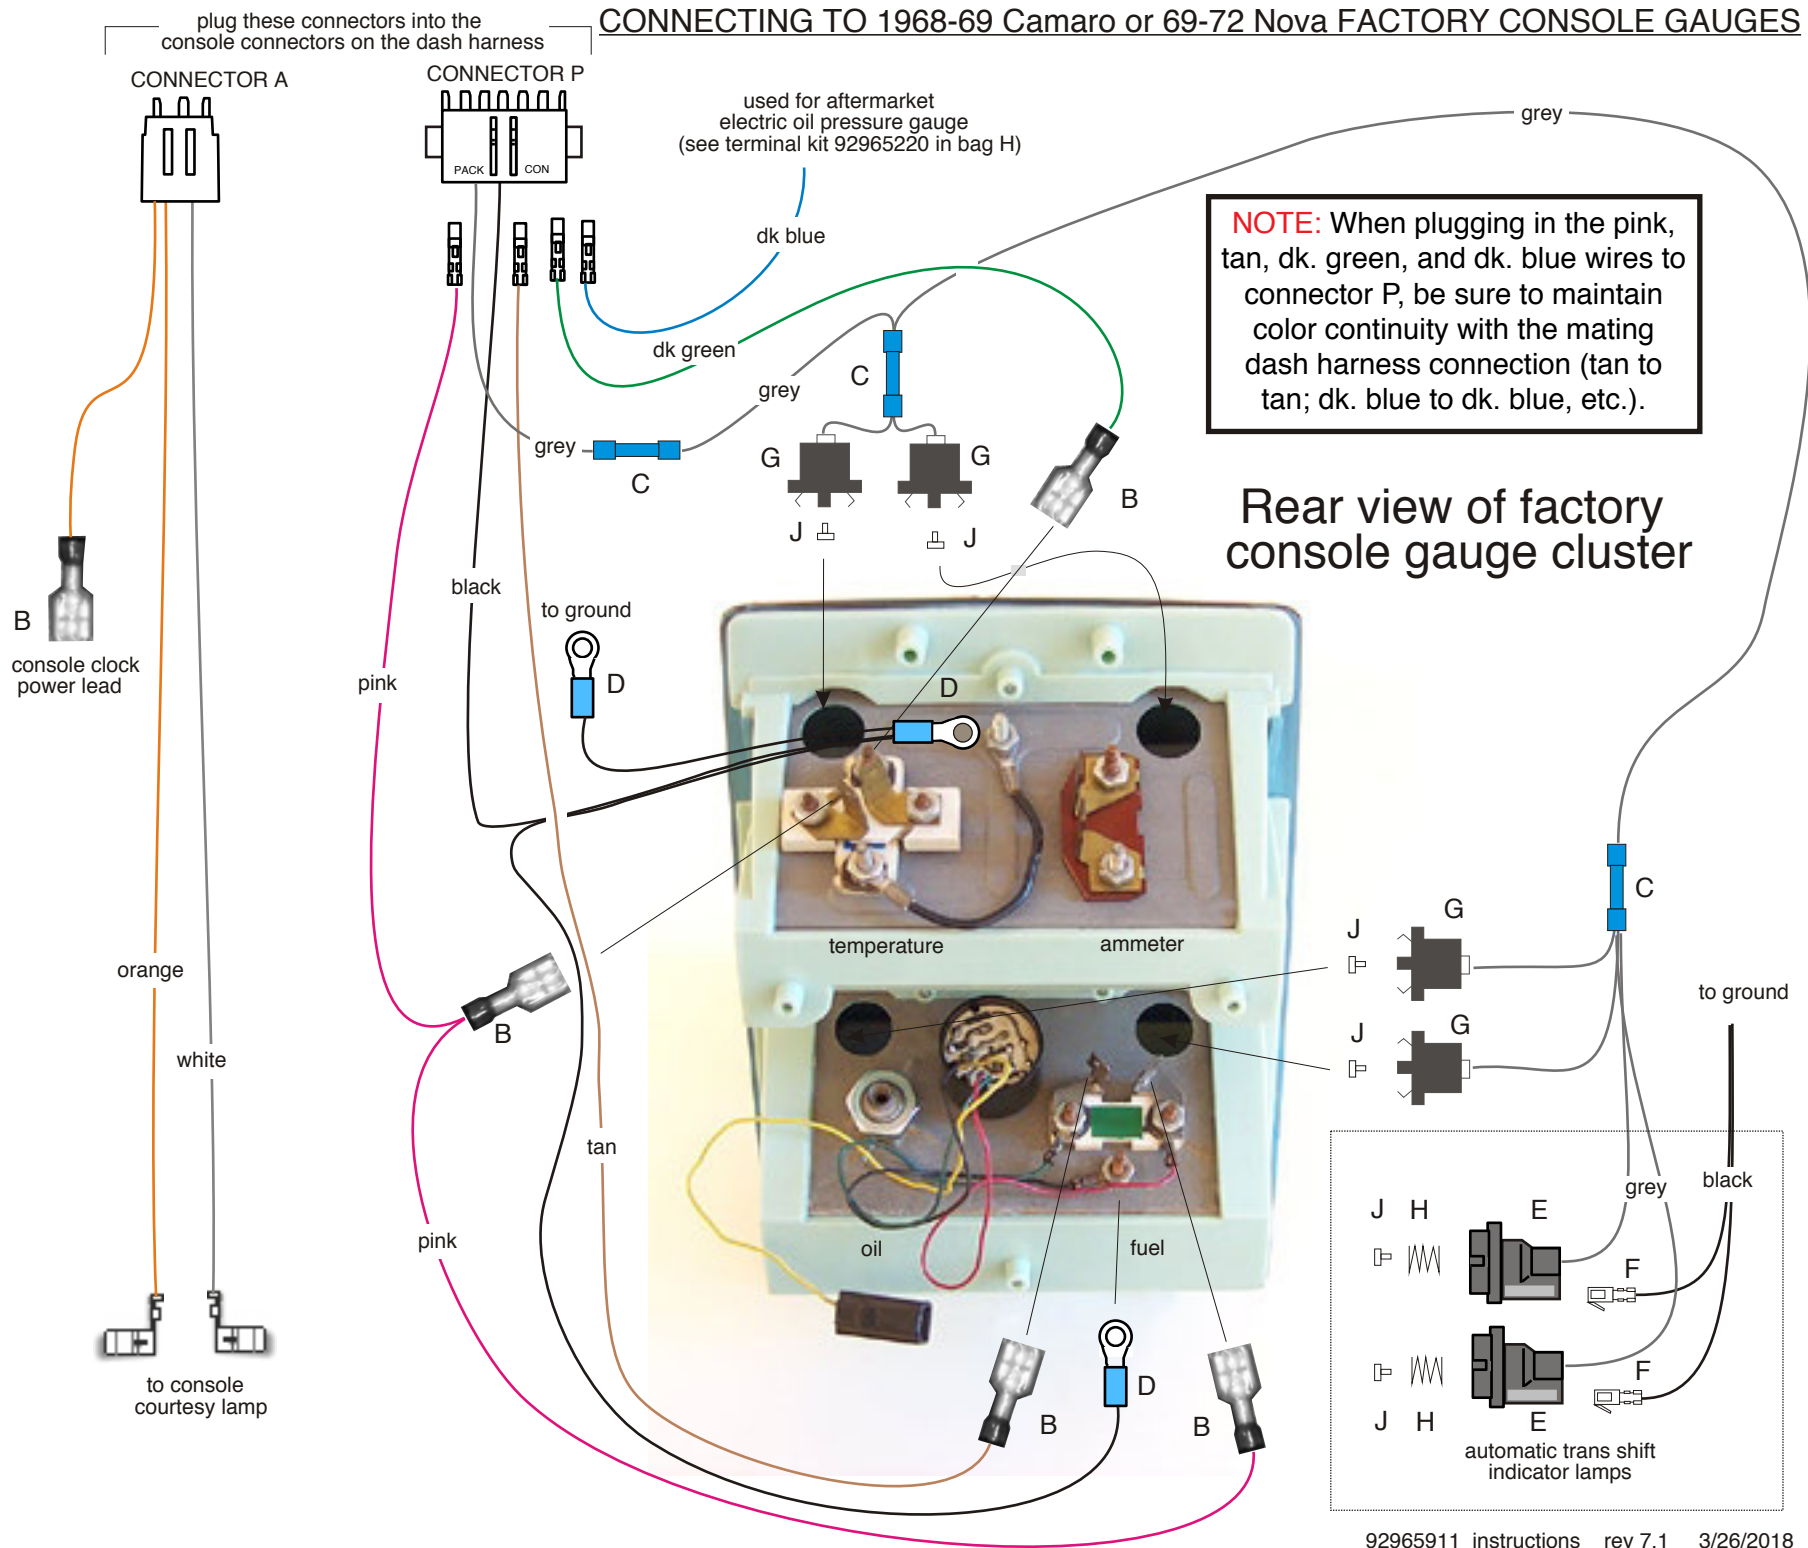 CONNECTING TO 1968-69 Camaro or 69-72 Nova FACTORY CONSOLE GAUGES
plug these connectors into the
console connectors on the dash harness
CONNECTOR A
CONNECTOR P
PACK
CON
used for aftermarket
electric oil pressure gauge
(see terminal kit 92965220 in bag H)
grey
dk blue
NOTE: When plugging in the pink,
tan, dk. green, and dk. blue wires to
connector P, be sure to maintain
color continuity with the mating
dash harness connection (tan to
tan; dk. blue to dk. blue, etc.).
dk green
C
grey
grey
C
G
G
B
J
J
Rear view of factory
console gauge cluster
black
to ground
B
console clock
power lead
pink
D
D
C
temperature
ammeter
G
J
orange
B
to ground
white
G
J
tan
grey
black
pink
oil
fuel
J
H
E
F
to console
courtesy lamp
D
B
B
F
J
H
E
automatic trans shift
indicator lamps
92965911 instructions rev 7.1 3/26/2018